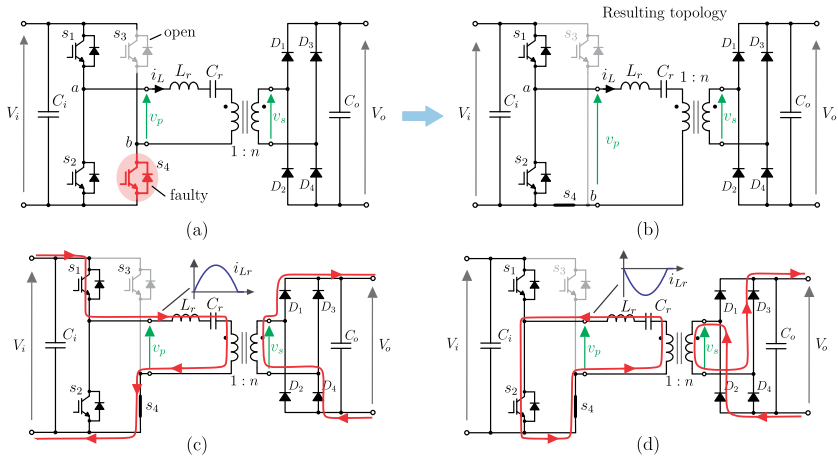 s1
s3
open
Vi
Ci
a
iL
Lr
Cr
vp
b
1 : n
vs
D1
D3
Co
Vo
D2
D4
s2
s4
faulty
(a)
Resulting topology
s1
s3
Vi
Ci
a
iL
Lr
Cr
1 : n
vp
vs
D1
D3
Co
Vo
D2
D4
s2
s4
b
(b)
s1
s3
iLr
Lr
Cr
Vi
Ci
vp
vs
1 : n
D1
D3
Co
Vo
D2
D4
s2
s4
(c)
s1
s3
iLr
Lr
Cr
Vi
Ci
vp
vs
1 : n
D1
D3
Co
Vo
D2
D4
s2
s4
(d)